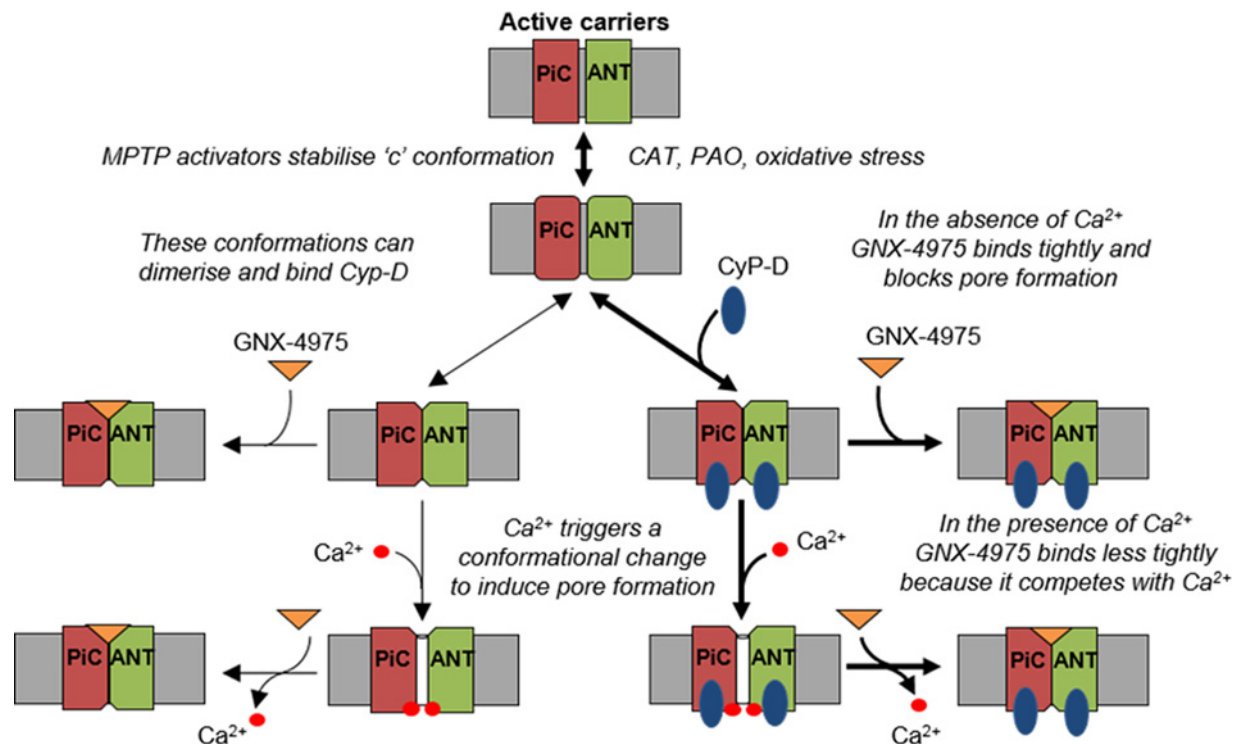 Active carriers
PiC ANT
MPTP activators stabilise ‘c’ conformation
CAT, PAO, oxidative stress
PiC ANT
These conformations can
dimerise and bind Cyp-D
CyP-D
In the absence of Ca²⁺
GNX-4975 binds tightly and
blocks pore formation
GNX-4975
GNX-4975
PiC ANT
PiC ANT
PiC ANT
PiC ANT
Ca²⁺
Ca²⁺ triggers a
conformational change
to induce pore formation
Ca²⁺
In the presence of Ca²⁺
GNX-4975 binds less tightly
because it competes with Ca²⁺
PiC ANT
PiC ANT
PiC ANT
PiC ANT
Ca²⁺
Ca²⁺